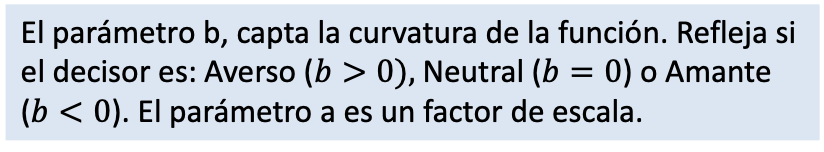 El parámetro b, capta la curvatura de la función. Refleja si
el decisor es: Averso (b > 0), Neutral (b = 0) o Amante
(b < 0). El parámetro a es un factor de escala.